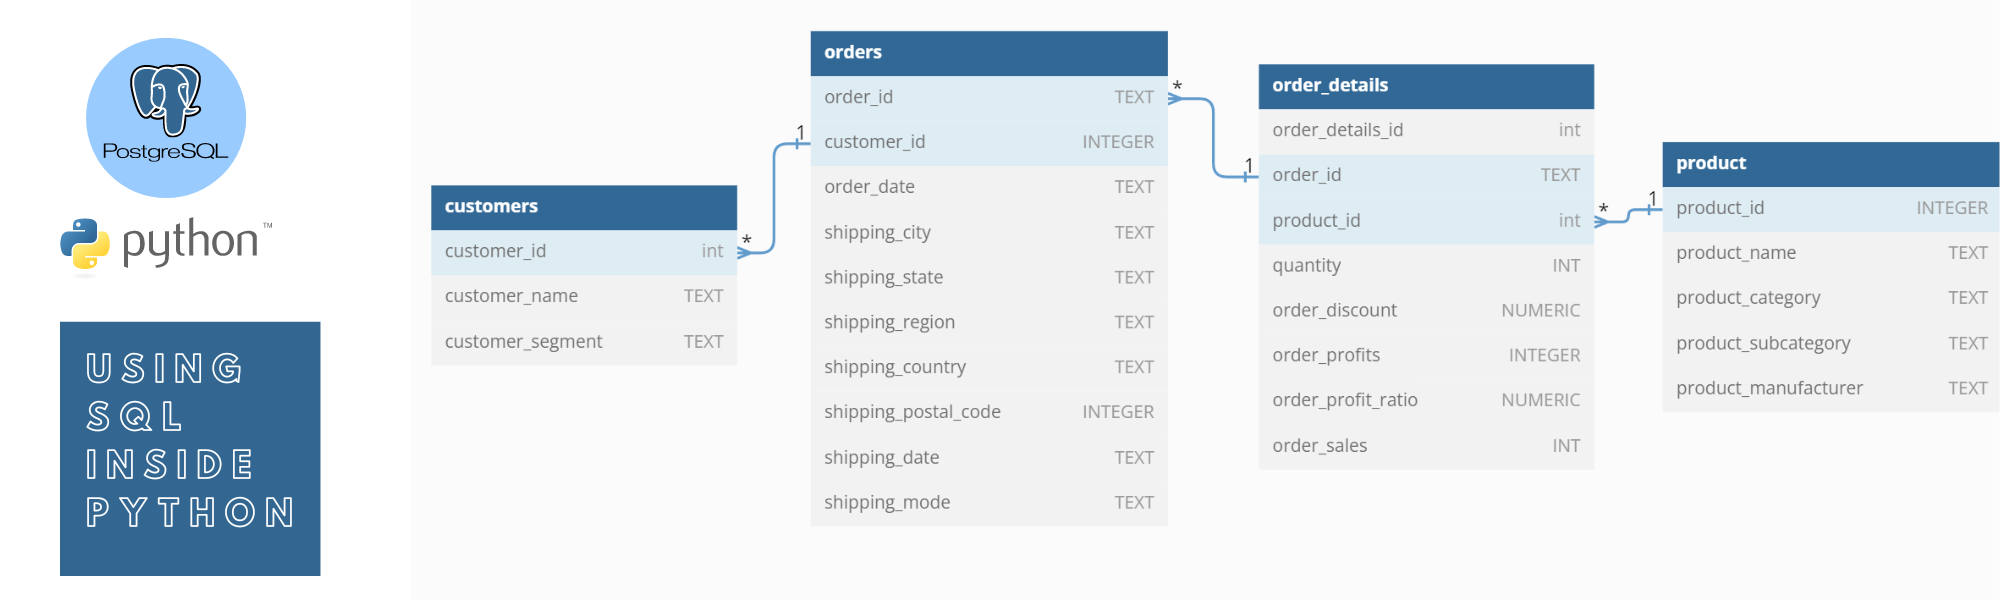 PostgreSQL
python™
USING
SQL
INSIDE
PYTHON
customers
customer_id int
customer_name TEXT
customer_segment TEXT
*
1
orders
order_id TEXT
customer_id INTEGER
order_date TEXT
shipping_city TEXT
shipping_state TEXT
shipping_region TEXT
shipping_country TEXT
shipping_postal_code INTEGER
shipping_date TEXT
shipping_mode TEXT
*
1
order_details
order_details_id int
order_id TEXT
product_id int
quantity INT
order_discount NUMERIC
order_profits INTEGER
order_profit_ratio NUMERIC
order_sales INT
*
1
product
product_id INTEGER
product_name TEXT
product_category TEXT
product_subcategory TEXT
product_manufacturer TEXT